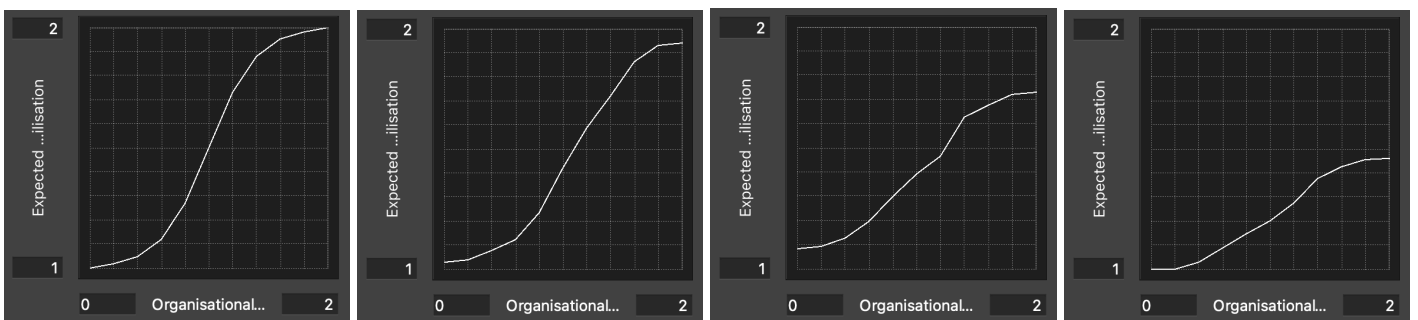 2
Expected ...ilisation
1
0 Organisational... 2
2
Expected ...ilisation
1
0 Organisational... 2
2
Expected ...ilisation
1
0 Organisational... 2
2
Expected ...ilisation
1
0 Organisational... 2